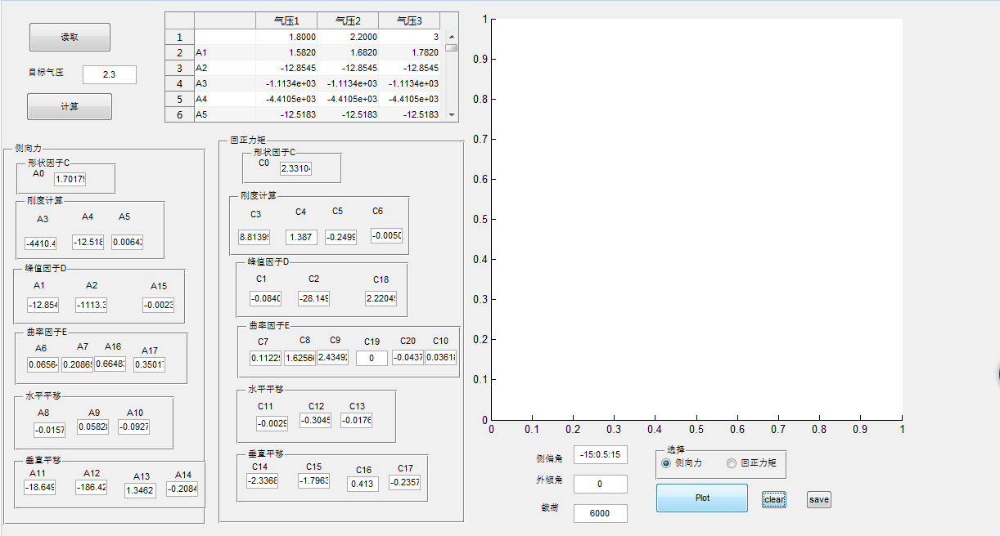 读取
目标气压 2.3
计算
气压1 气压2 气压3
1 1.8000 2.2000 3
2 A1 1.5820 1.6820 1.7820
3 A2 -12.8545 -12.8545 -12.8545
4 A3 -1.1134e+03 -1.1134e+03 -1.1134e+03
5 A4 -4.4105e+03 -4.4105e+03 -4.4105e+03
6 A5 -12.5183 -12.5183 -12.5183
侧向力
形状因子C
A0 1.7017
刚度计算
A3 A4 A5
-4410.4 -12.518 0.0064
峰值因子D
A1 A2 A15
-12.854 -1113.3 -0.0023
曲率因子E
A6 A7 A16 A17
0.0656 0.2086 0.6648 0.3501
水平平移
A8 A9 A10
-0.0157 0.0582 -0.0927
垂直平移
A11 A12 A13 A14
-18.649 -186.42 1.3462 -0.2084
回正力矩
形状因子C
C0 2.3310
刚度计算
C3 C4 C5 C6
8.8139 1.387 -0.2499 -0.0050
峰值因子D
C1 C2 C18
-0.0840 -28.149 2.2204
曲率因子E
C7 C8 C9 C19 C20 C10
0.1122 1.6256 2.4349 0 -0.0437 0.0361
水平平移
C11 C12 C13
-0.0029 -0.3045 -0.0176
垂直平移
C14 C15 C16 C17
-2.3368 -1.7963 0.413 -0.2357
1
0.9
0.8
0.7
0.6
0.5
0.4
0.3
0.2
0.1
0
0 0.1 0.2 0.3 0.4 0.5 0.6 0.7 0.8 0.9 1
侧偏角 -15:0.5:15
外倾角 0
载荷 6000
选择
侧向力 回正力矩
Plot clear save